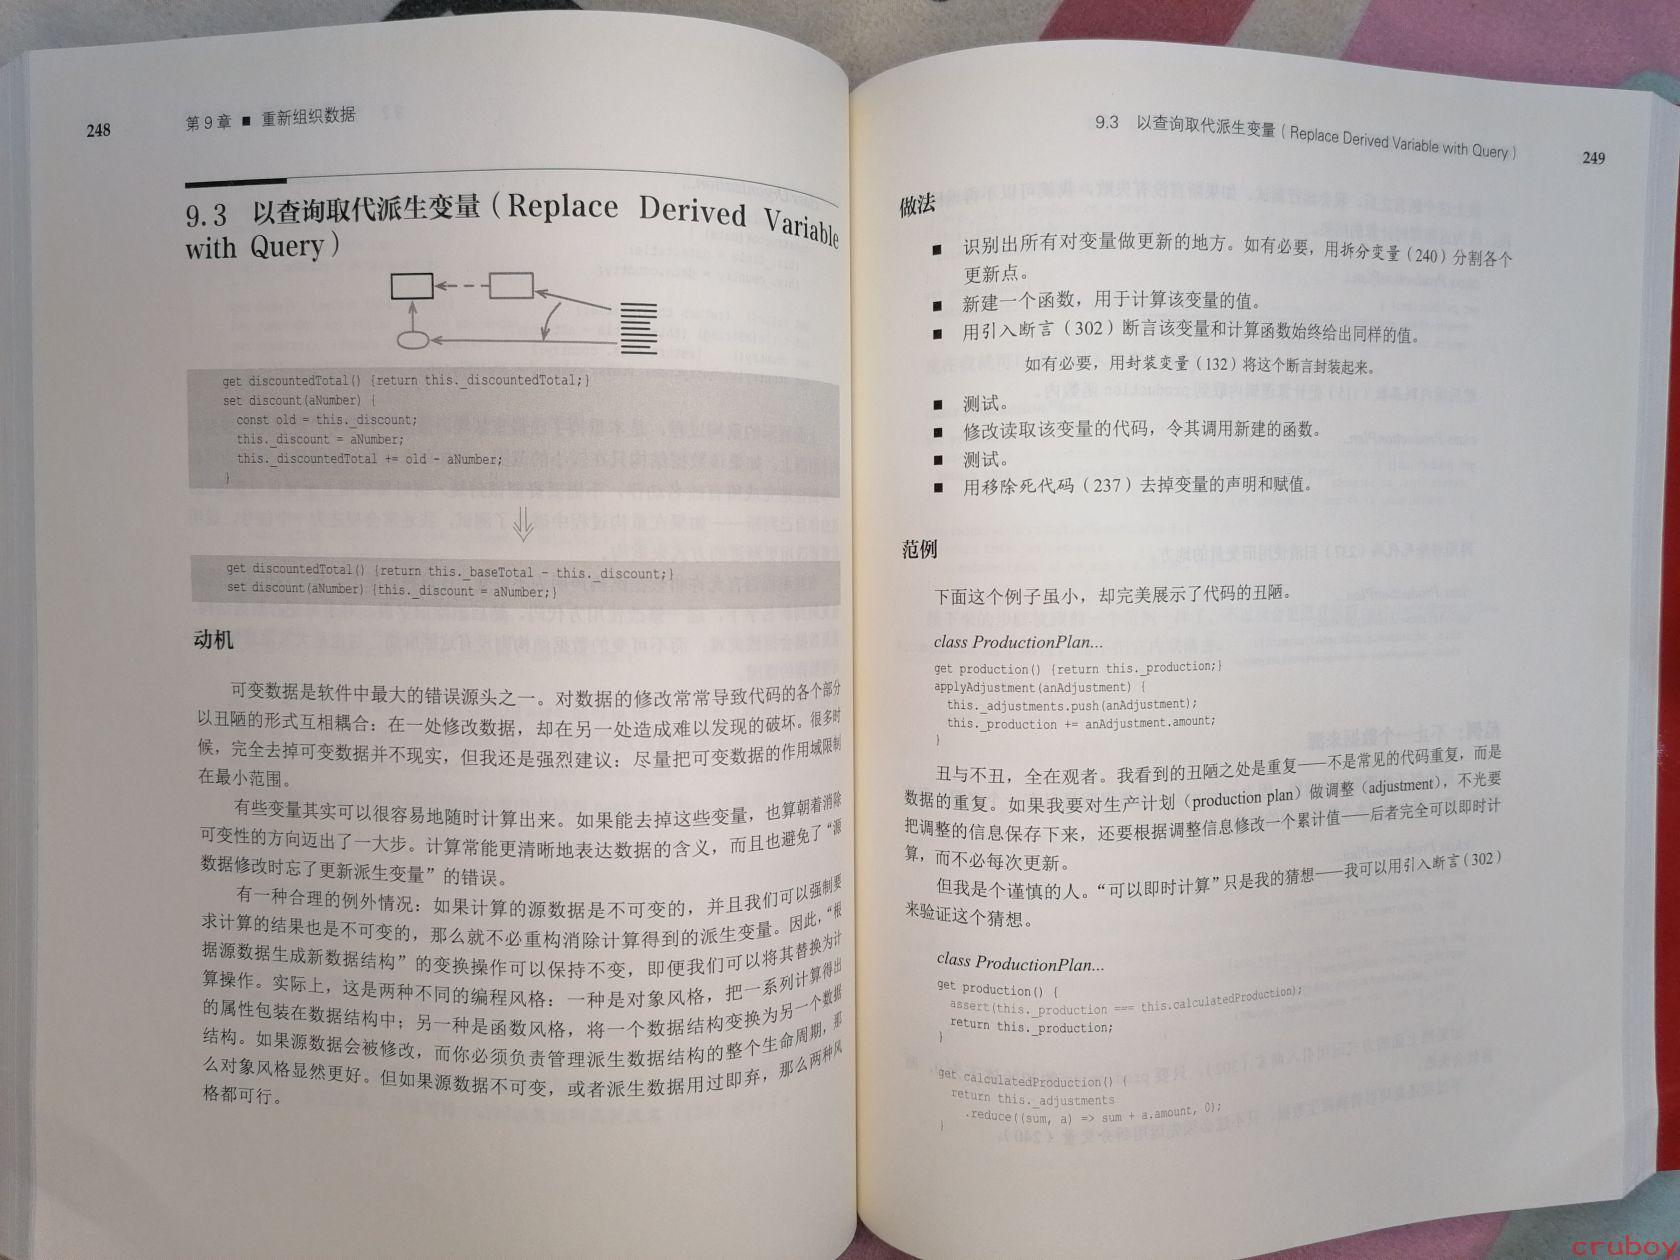 248
第9章 ■ 重新组织数据
9.3 以查询取代派生变量（Replace Derived Variable
with Query）
get discountedTotal() {return this._discountedTotal;}
set discount(aNumber) {
const old = this._discount;
this._discount = aNumber;
this._discountedTotal += old - aNumber;
}
get discountedTotal() {return this._baseTotal - this._discount;}
set discount(aNumber) {this._discount = aNumber;}
动机
可变数据是软件中最大的错误源头之一。对数据的修改常常导致代码的各个部分
以丑陋的形式互相耦合：在一处修改数据，却在另一处造成难以发现的破坏。很多时
候，完全去掉可变数据并不现实，但我还是强烈建议：尽量把可变数据的作用域限制
在最小范围。
有些变量其实可以很容易地随时计算出来。如果能去掉这些变量，也算朝着消除
可变性的方向迈出了一大步。计算常能更清晰地表达数据的含义，而且也避免了“源
数据修改时忘了更新派生变量”的错误。
有一种合理的例外情况：如果计算的源数据是不可变的，并且我们可以强制要
求计算的结果也是不可变的，那么就不必重构消除计算得到的派生变量。因此，“根
据源数据生成新数据结构”的变换操作可以保持不变，即便我们可以将其替换为计
算操作。实际上，这是两种不同的编程风格：一种是对象风格，把一系列计算得出
的属性包装在数据结构中；另一种是函数风格，将一个数据结构变换为另一个数据
结构。如果源数据会被修改，而你必须负责管理派生数据结构的整个生命周期，那
么对象风格显然更好。但如果源数据不可变，或者派生数据用过即弃，那么两种风
格都可行。
9.3 以查询取代派生变量（Replace Derived Variable with Query）
249
做法
■ 识别出所有对变量做更新的地方。如有必要，用拆分变量（240）分割各个
更新点。
■ 新建一个函数，用于计算该变量的值。
■ 用引入断言（302）断言该变量和计算函数始终给出同样的值。
如有必要，用封装变量（132）将这个断言封装起来。
■ 测试。
■ 修改读取该变量的代码，令其调用新建的函数。
■ 测试。
■ 用移除死代码（237）去掉变量的声明和赋值。
范例
下面这个例子虽小，却完美展示了代码的丑陋。
class ProductionPlan...
get production() {return this._production;}
applyAdjustment(anAdjustment) {
this._adjustments.push(anAdjustment);
this._production += anAdjustment.amount;
}
丑与不丑，全在观者。我看到的丑陋之处是重复——不是常见的代码重复，而是
数据的重复。如果我要对生产计划（production plan）做调整（adjustment），不光要
把调整的信息保存下来，还要根据调整信息修改一个累计值——后者完全可以即时计
算，而不必每次更新。
但我是个谨慎的人。“可以即时计算”只是我的猜想——我可以用引入断言（302）
来验证这个猜想。
class ProductionPlan...
get production() {
assert(this._production === this.calculatedProduction);
return this._production;
}
get calculatedProduction() {
return this._adjustments
.reduce((sum, a) => sum + a.amount, 0);
}
cruboy